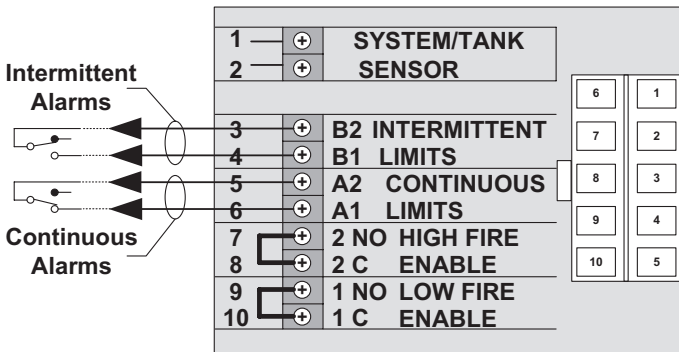 1 SYSTEM/TANK
2 SENSOR
Intermittent
Alarms
3 B2 INTERMITTENT
4 B1 LIMITS
5 A2 CONTINUOUS
6 A1 LIMITS
Continuous
Alarms
7 2 NO HIGH FIRE
8 2 C ENABLE
9 1 NO LOW FIRE
10 1 C ENABLE
6 1
7 2
8 3
9 4
10 5